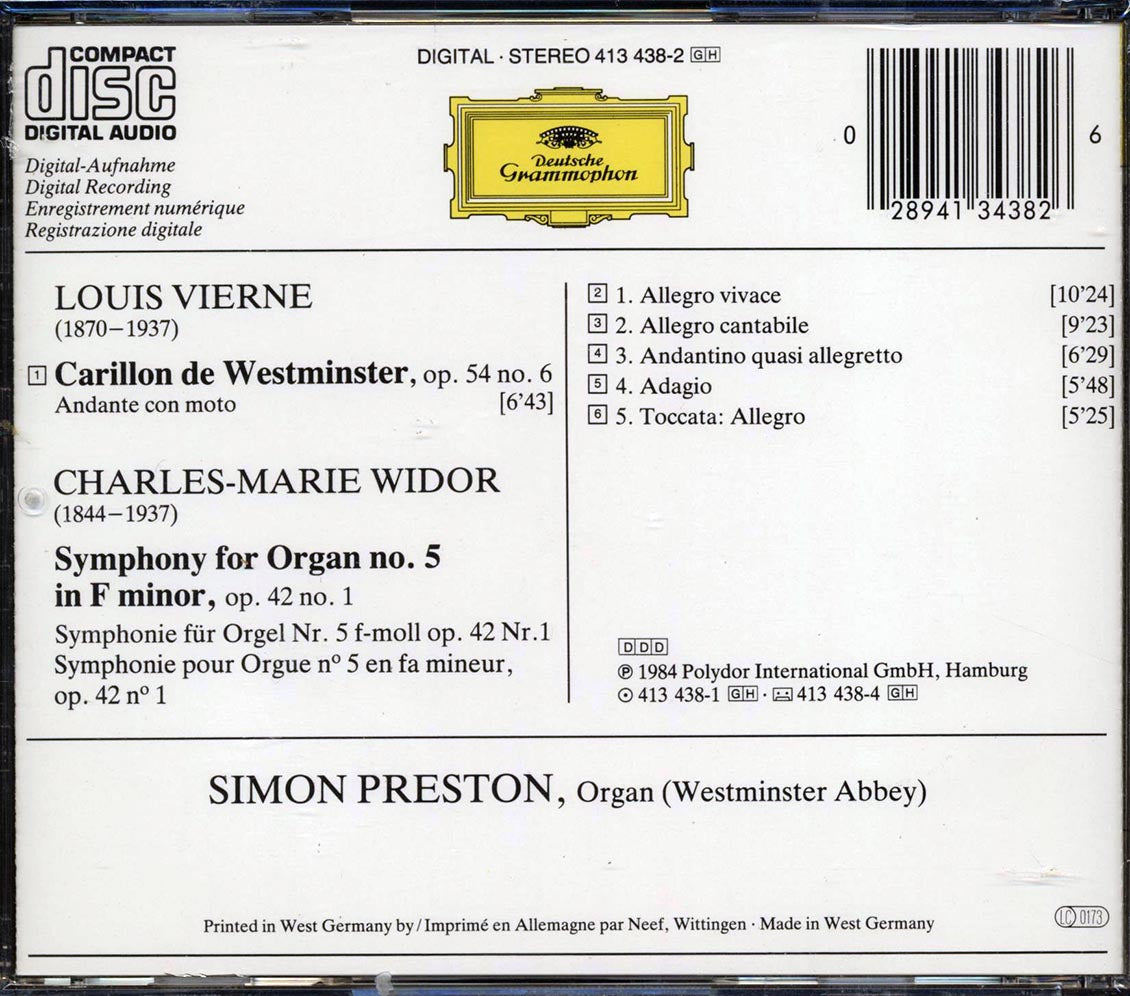 COMPACT
disc
DIGITAL AUDIO
Digital-Aufnahme
Digital Recording
Enregistrement numérique
Registrazione digitale
DIGITAL · STEREO 413 438-2 GH
Deutsche
Grammophon
0 28941 34382 6
LOUIS VIERNE
(1870–1937)
1 Carillon de Westminster, op. 54 no. 6
Andante con moto [6’43]
CHARLES-MARIE WIDOR
(1844–1937)
Symphony for Organ no. 5
in F minor, op. 42 no. 1
Symphonie für Orgel Nr. 5 f-moll op. 42 Nr.1
Symphonie pour Orgue nº 5 en fa mineur,
op. 42 nº 1
2 1. Allegro vivace [10’24]
3 2. Allegro cantabile [9’23]
4 3. Andantino quasi allegretto [6’29]
5 4. Adagio [5’48]
6 5. Toccata: Allegro [5’25]
DDD
℗ 1984 Polydor International GmbH, Hamburg
413 438-1 GH · 413 438-4 GH
SIMON PRESTON, Organ (Westminster Abbey)
Printed in West Germany by / Imprimé en Allemagne par Neef, Wittingen · Made in West Germany
LC 0173